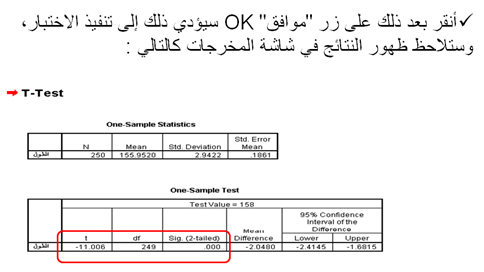 ✓أنقر بعد ذلك على زر "موافق" OK سيؤدي ذلك إلى تنفيذ الاختبار،
وستلاحظ ظهور النتائج في شاشة المخرجات كالتالي :
T-Test
One-Sample Statistics
N Mean Std. Deviation Std. Error Mean
الطول 250 155.9520 2.9422 .1861
One-Sample Test
Test Value = 158
95% Confidence Interval of the Difference
t df Sig. (2-tailed) Mean Difference Lower Upper
الطول -11.006 249 .000 -2.0480 -2.4145 -1.6815